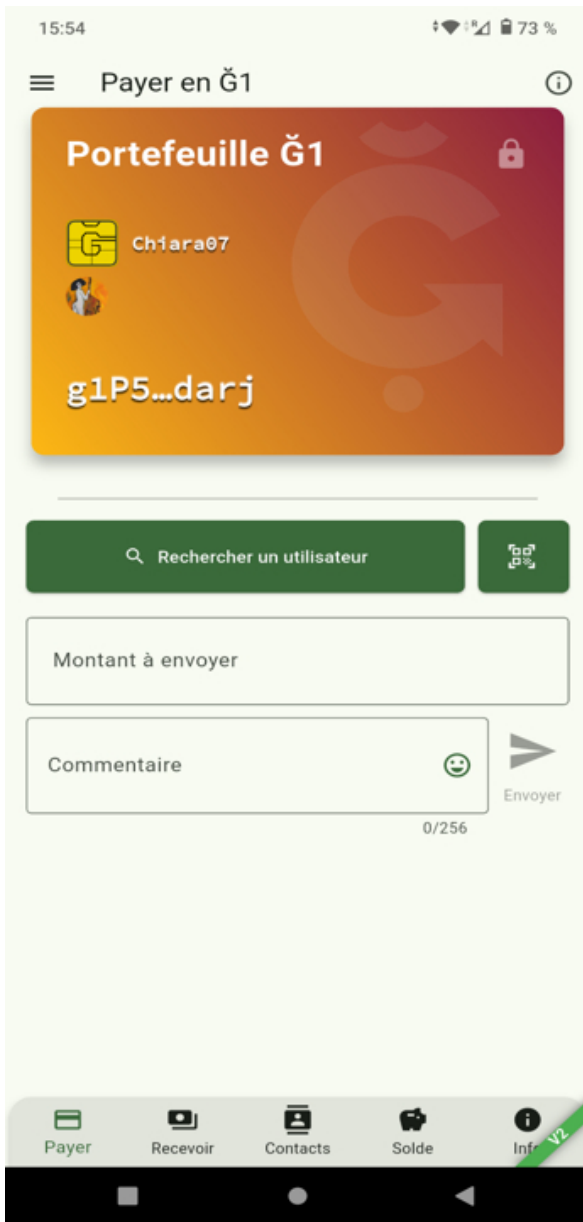 15:54
R 73 %
Payer en Ğ1
Portefeuille Ğ1
Chiara07
g1P5…darj
Rechercher un utilisateur
Montant à envoyer
Commentaire
Envoyer
0/256
Payer Recevoir Contacts Solde
V2